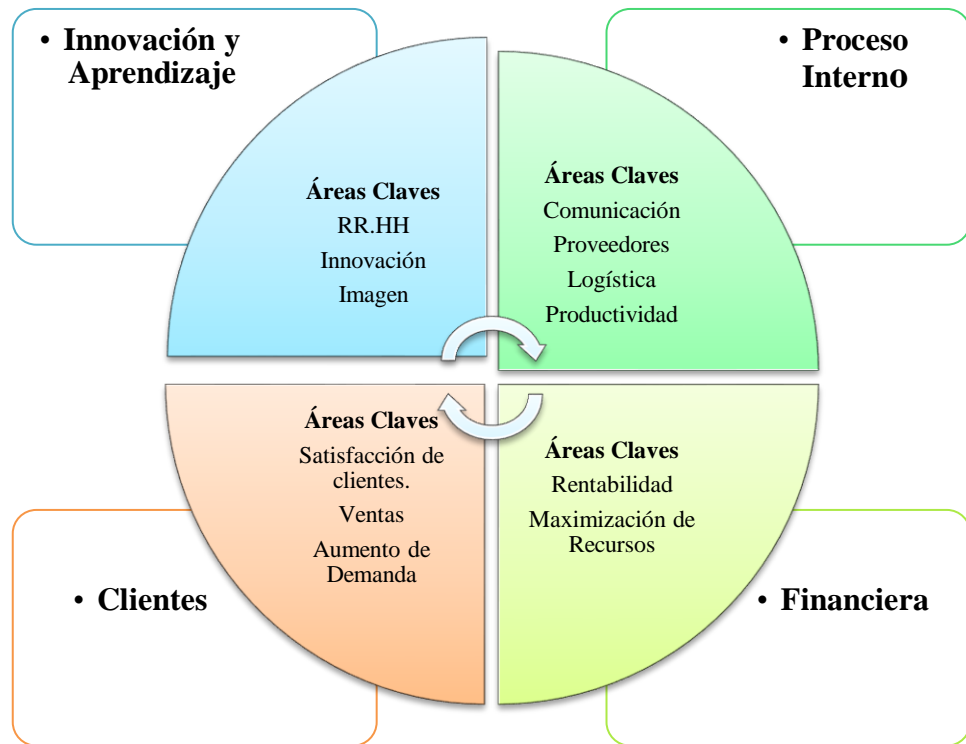 • Innovación y
Aprendizaje
• Proceso
Interno
Áreas Claves
RR.HH
Innovación
Imagen
Áreas Claves
Comunicación
Proveedores
Logística
Productividad
Áreas Claves
Satisfacción de
clientes.
Ventas
Aumento de
Demanda
Áreas Claves
Rentabilidad
Maximización de
Recursos
• Clientes
• Financiera